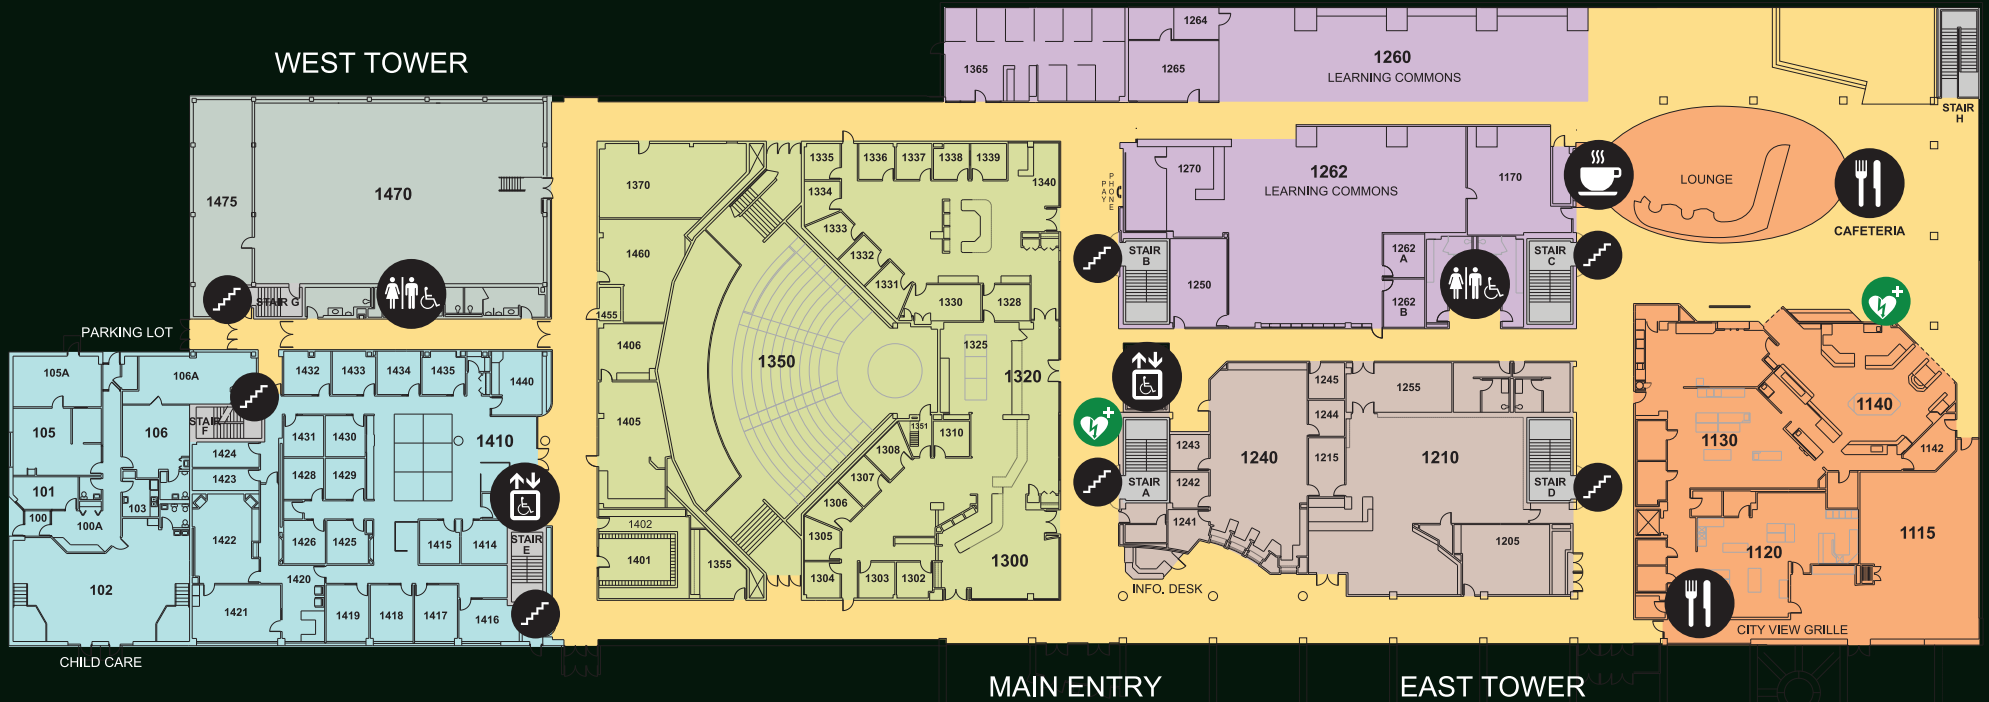 WEST TOWER
1264
1260
LEARNING COMMONS
1365
1265
STAIR
H
1475
1470
STAIR G
1370
1460
1455
1335
1336
1337
1338
1339
1334
1340
1333
1332
1331
1330
1328
PAY
PHONE
1270
1262
LEARNING COMMONS
1170
LOUNGE
CAFETERIA
STAIR
B
1250
1262
A
1262
B
STAIR
C
PARKING LOT
105A
106A
1432
1433
1434
1435
1440
1406
1350
1325
1320
1245
1255
1244
1140
105
106
STAIR
F
1431
1430
1410
1405
1351
1310
1308
1243
1240
1215
1210
1130
1142
1424
1423
1428
1429
101
103
100
100A
1307
1306
STAIR
A
1242
1241
STAIR
D
1422
1426
1425
1415
1414
STAIR
E
1402
1401
1355
1305
1304
1303
1302
1300
1205
1120
1115
102
1420
1421
1419
1418
1417
1416
INFO. DESK
CITY VIEW GRILLE
CHILD CARE
MAIN ENTRY
EAST TOWER